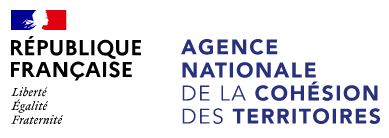 RÉPUBLIQUE
FRANÇAISE
Liberté
Égalité
Fraternité
AGENCE
NATIONALE
DE LA COHÉSION
DES TERRITOIRES